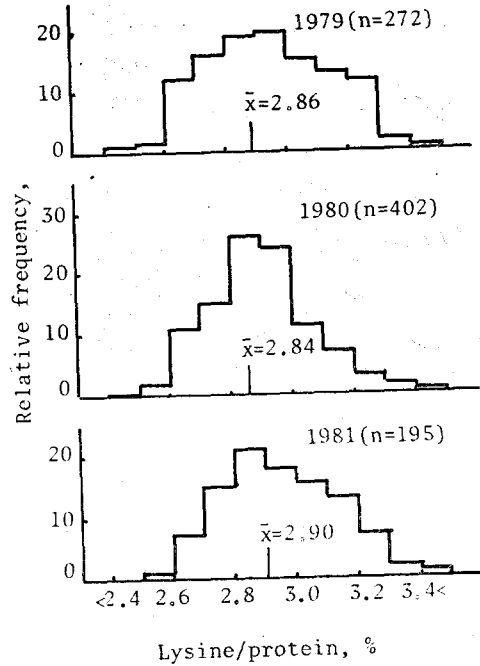 20
10
0
1979(n=272)
x̄=2.86
30
20
10
0
1980(n=402)
x̄=2.84
20
10
0
1981(n=195)
x̄=2.90
<2.4 2.6 2.8 3.0 3.2 3.4<
Lysine/protein, %
Relative frequency,